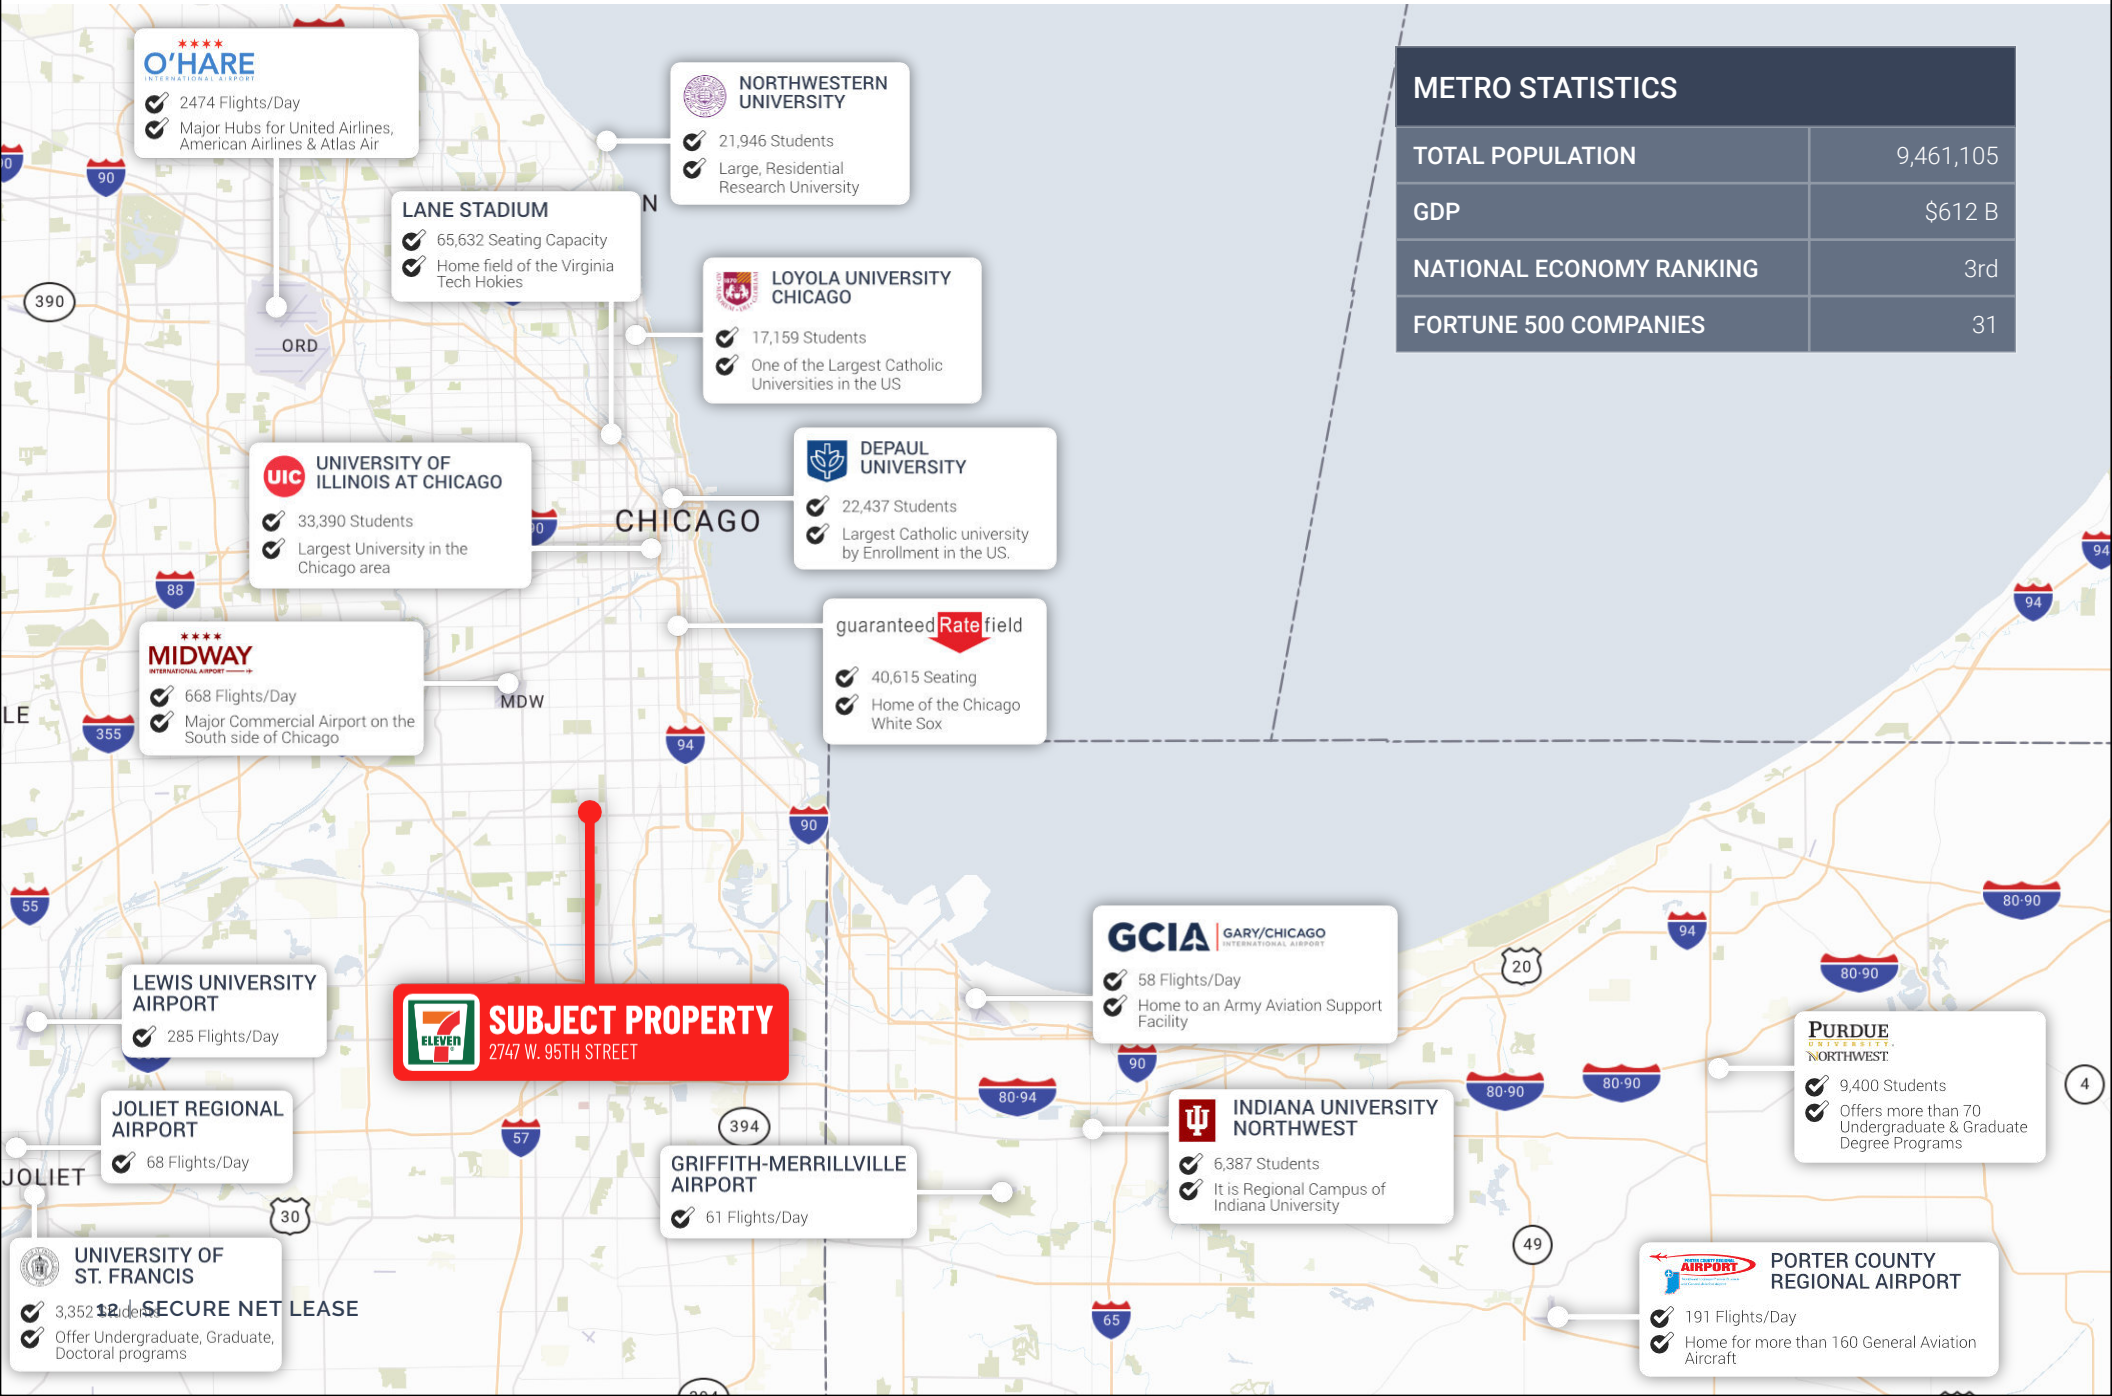 O'HARE
INTERNATIONAL AIRPORT
2474 Flights/Day
Major Hubs for United Airlines,
American Airlines & Atlas Air
NORTHWESTERN
UNIVERSITY
21,946 Students
Large, Residential
Research University
METRO STATISTICS
TOTAL POPULATION 9,461,105
GDP $612 B
NATIONAL ECONOMY RANKING 3rd
FORTUNE 500 COMPANIES 31
90
90
N
LANE STADIUM
65,632 Seating Capacity
Home field of the Virginia
Tech Hokies
390
ORD
LOYOLA UNIVERSITY
CHICAGO
17,159 Students
One of the Largest Catholic
Universities in the US
UIC
UNIVERSITY OF
ILLINOIS AT CHICAGO
33,390 Students
Largest University in the
Chicago area
90
CHICAGO
DEPAUL
UNIVERSITY
22,437 Students
Largest Catholic university
by Enrollment in the US.
94
94
88
MIDWAY
INTERNATIONAL AIRPORT
668 Flights/Day
Major Commercial Airport on the
South side of Chicago
MDW
guaranteed Rate field
40,615 Seating
Home of the Chicago
White Sox
LE
355
94
90
55
80·90
94
20
80·90
GCIA GARY/CHICAGO
INTERNATIONAL AIRPORT
58 Flights/Day
Home to an Army Aviation Support
Facility
LEWIS UNIVERSITY
AIRPORT
285 Flights/Day
7
ELEVEN
SUBJECT PROPERTY
2747 W. 95TH STREET
PURDUE
UNIVERSITY
NORTHWEST
9,400 Students
Offers more than 70
Undergraduate & Graduate
Degree Programs
4
90
80·94
80·90
80·90
JOLIET REGIONAL
AIRPORT
68 Flights/Day
JOLIET
57
394
INDIANA UNIVERSITY
NORTHWEST
6,387 Students
It is Regional Campus of
Indiana University
GRIFFITH-MERRILLVILLE
AIRPORT
61 Flights/Day
30
49
UNIVERSITY OF
ST. FRANCIS
3,352 Students
Offer Undergraduate, Graduate,
Doctoral programs
12 | SECURE NET LEASE
65
AIRPORT
PORTER COUNTY
REGIONAL AIRPORT
191 Flights/Day
Home for more than 160 General Aviation
Aircraft
394